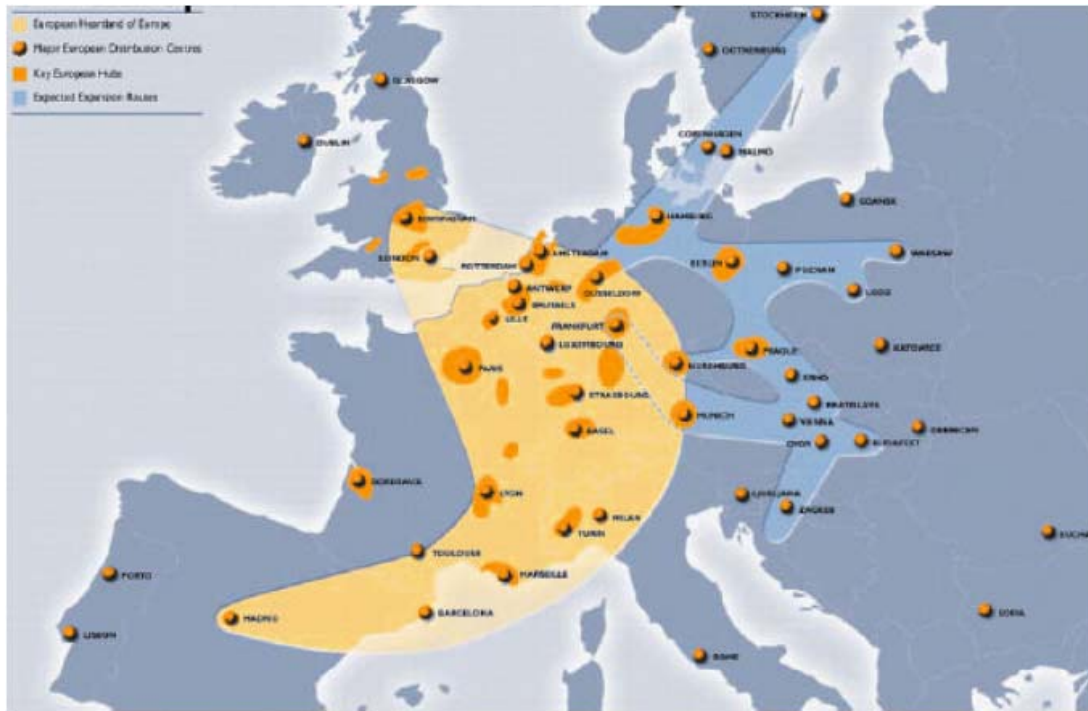 European Heartland of Europe
Major European Distribution Centres
Key European Hubs
Expected Expansion Routes
STOCKHOLM
GOTHENBURG
GLASGOW
DUBLIN
COPENHAGEN
MALMO
GDANSK
HAMBURG
BIRMINGHAM
LONDON
AMSTERDAM
ROTTERDAM
BERLIN
POZNAN
WARSAW
LODZ
ANTWERP
DUSSELDORF
BRUSSELS
LILLE
FRANKFURT
LUXEMBOURG
PRAGUE
KATOWICE
PARIS
NUREMBURG
BRNO
STRASBOURG
BRATISLAVA
MUNICH
VIENNA
BASEL
GYOR
BUDAPEST
DEBRECEN
BORDEAUX
LYON
LJUBLJANA
ZAGREB
MILAN
TURIN
BUCHA
TOULOUSE
MARSEILLE
PORTO
MADRID
BARCELONA
SOFIA
LISBON
ROME